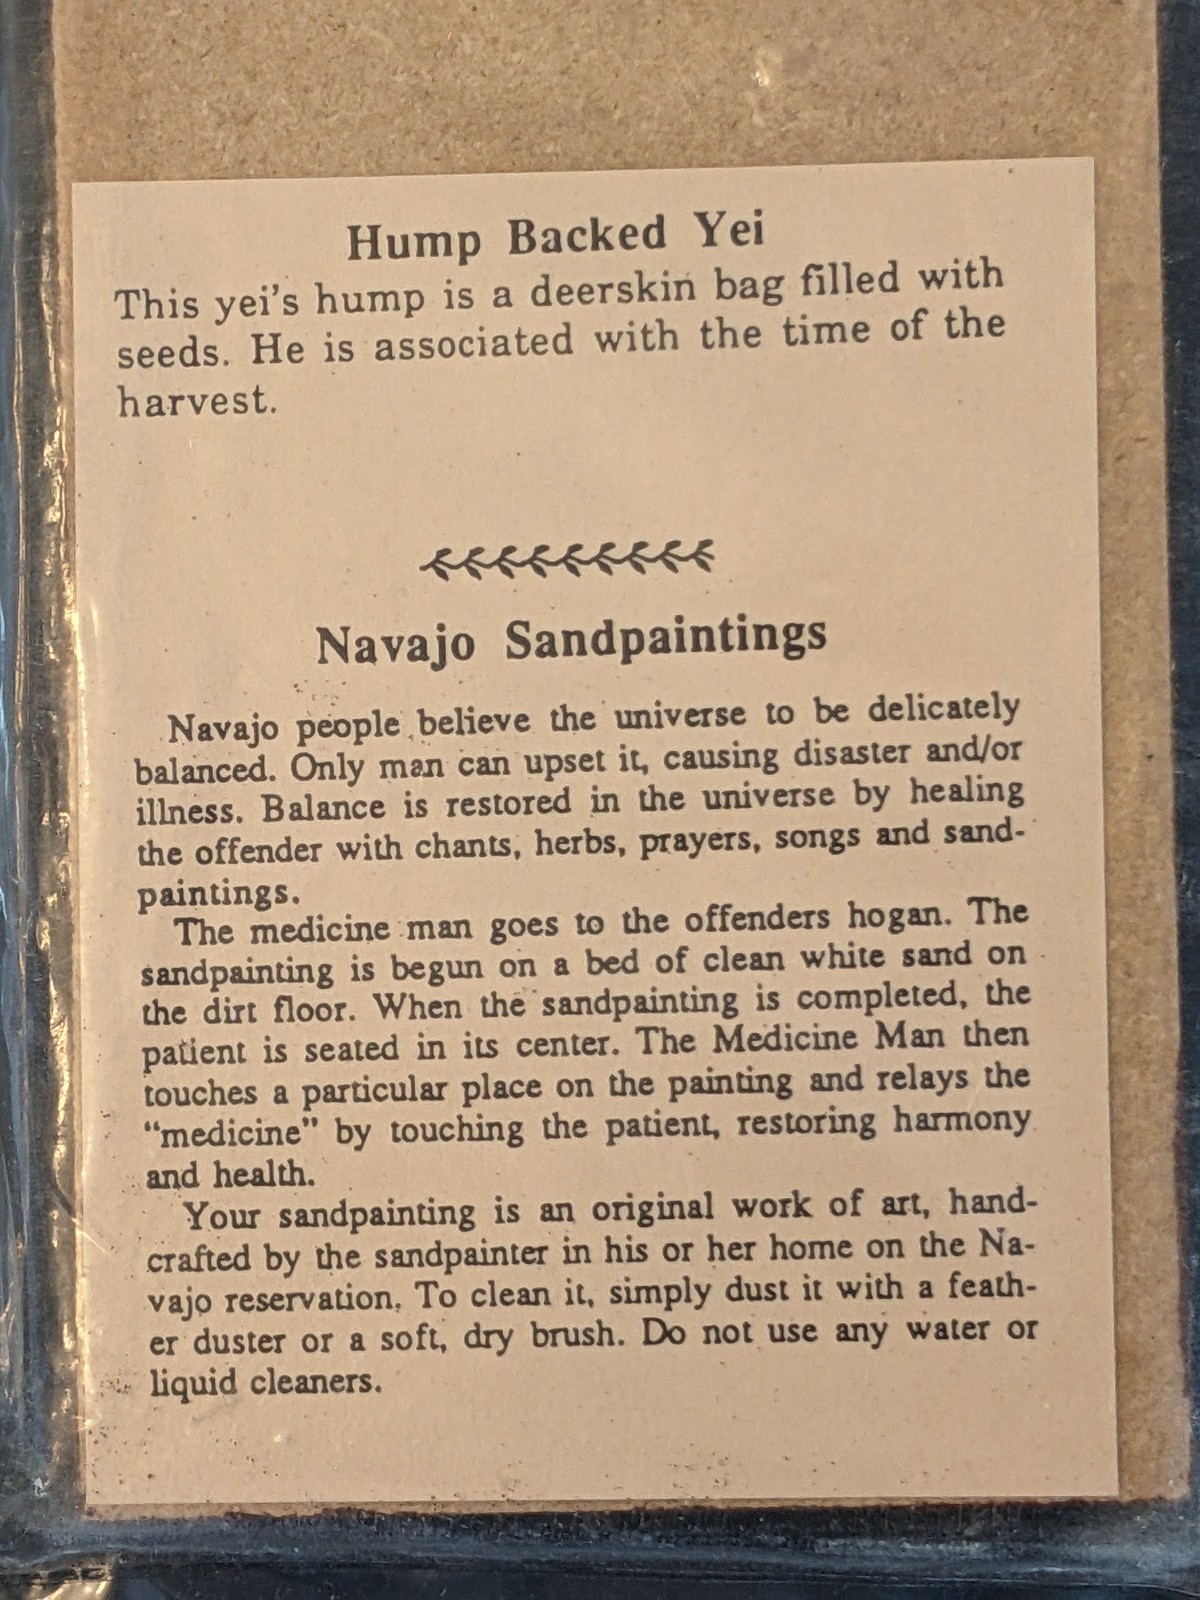 Hump Backed Yei
This yei's hump is a deerskin bag filled with
seeds. He is associated with the time of the
harvest.
Navajo Sandpaintings
Navajo people believe the universe to be delicately
balanced. Only man can upset it, causing disaster and/or
illness. Balance is restored in the universe by healing
the offender with chants, herbs, prayers, songs and sand-
paintings.
The medicine man goes to the offenders hogan. The
sandpainting is begun on a bed of clean white sand on
the dirt floor. When the sandpainting is completed, the
patient is seated in its center. The Medicine Man then
touches a particular place on the painting and relays the
"medicine" by touching the patient, restoring harmony
and health.
Your sandpainting is an original work of art, hand-
crafted by the sandpainter in his or her home on the Na-
vajo reservation. To clean it, simply dust it with a feath-
er duster or a soft, dry brush. Do not use any water or
liquid cleaners.